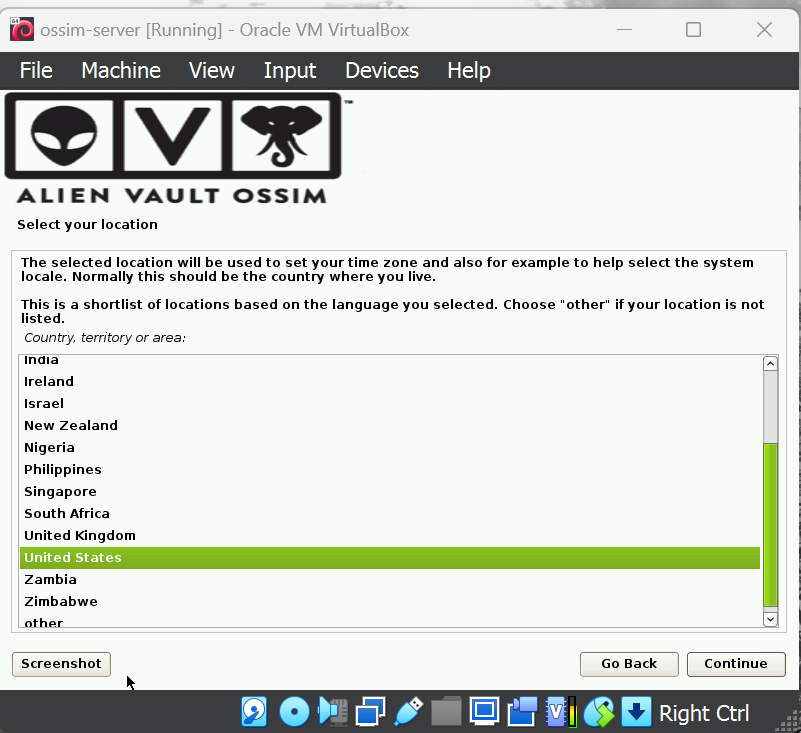 ossim-server [Running] - Oracle VM VirtualBox
File Machine View Input Devices Help
OVA ™
ALIEN VAULT OSSIM
Select your location
The selected location will be used to set your time zone and also for example to help select the system
locale. Normally this should be the country where you live.
This is a shortlist of locations based on the language you selected. Choose "other" if your location is not
listed.
Country, territory or area:
India
Ireland
Israel
New Zealand
Nigeria
Philippines
Singapore
South Africa
United Kingdom
United States
Zambia
Zimbabwe
other
Screenshot
Go Back Continue
Right Ctrl